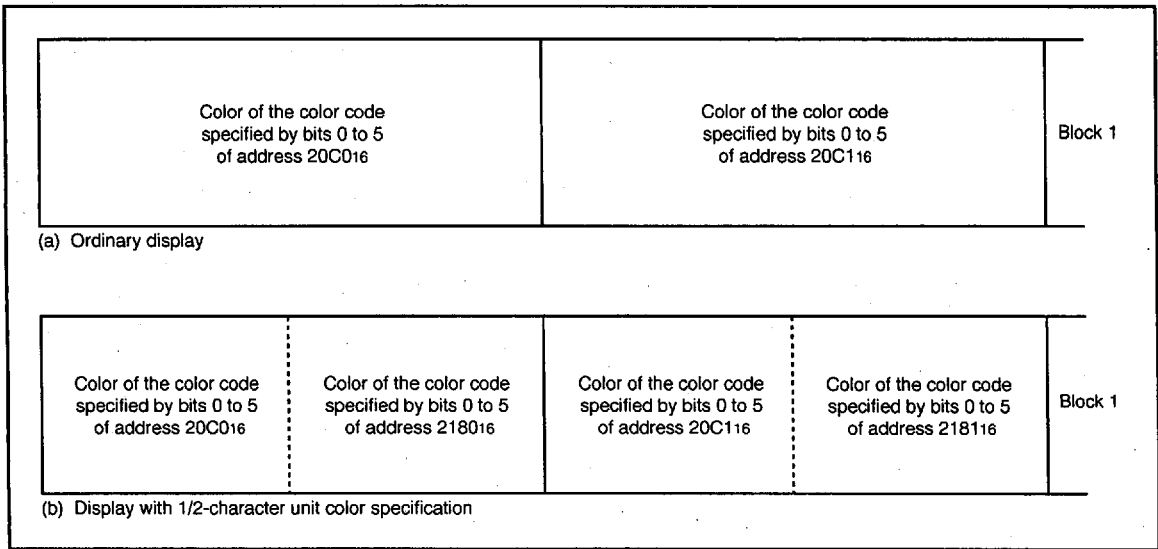 Color of the color code
specified by bits 0 to 5
of address 20C016
Color of the color code
specified by bits 0 to 5
of address 20C116
Block 1
(a) Ordinary display
Color of the color code
specified by bits 0 to 5
of address 20C016
Color of the color code
specified by bits 0 to 5
of address 218016
Color of the color code
specified by bits 0 to 5
of address 20C116
Color of the color code
specified by bits 0 to 5
of address 218116
Block 1
(b) Display with 1/2-character unit color specification